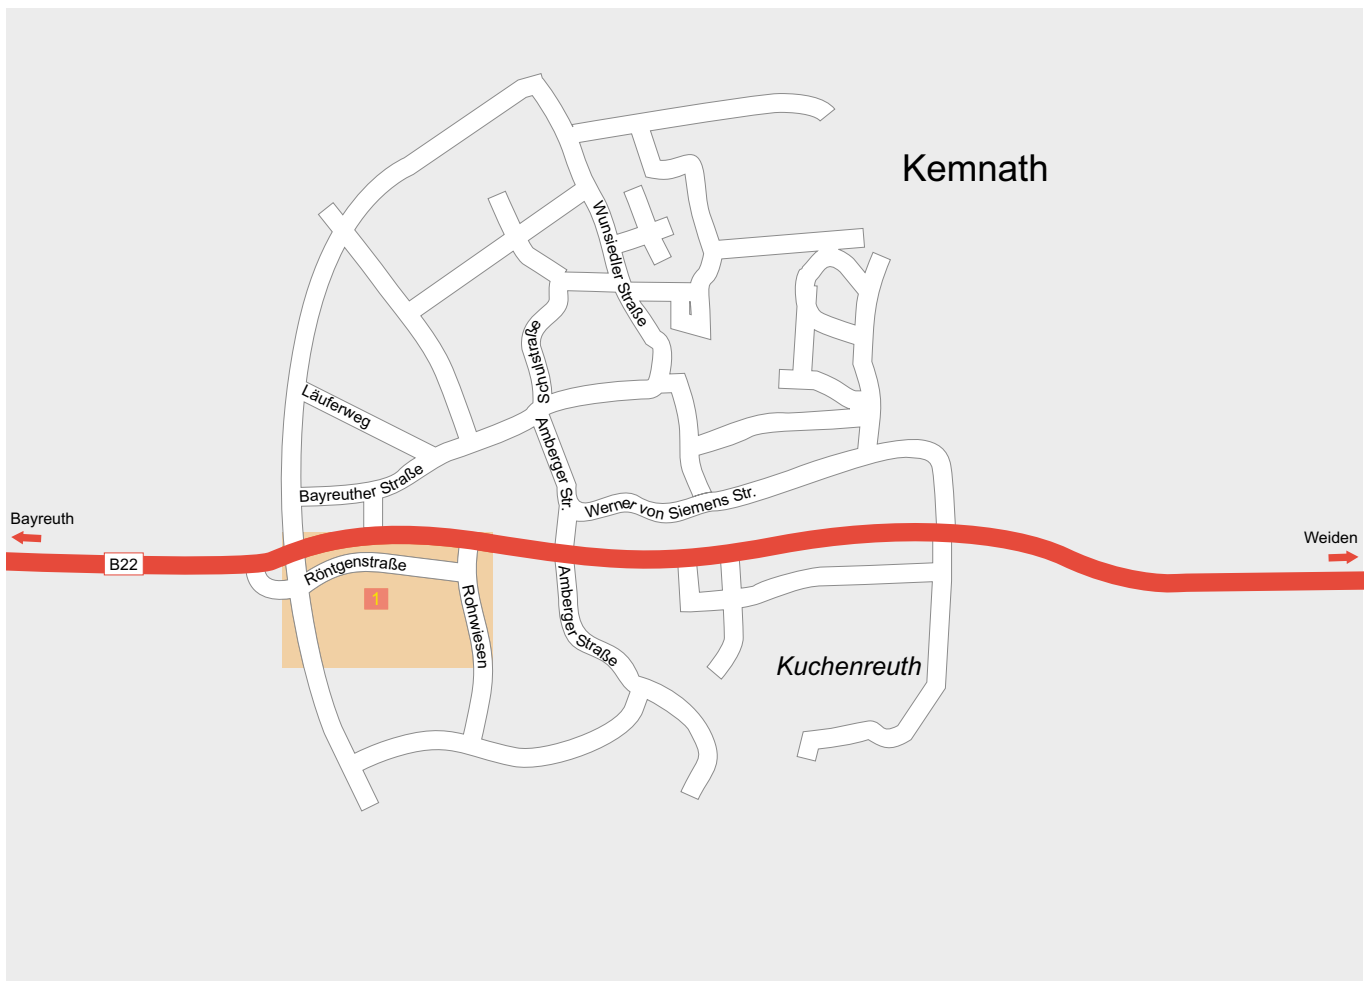 Kemnath
Wunsiedler Straße
Schulstraße
Läuferweg
Amberger Str.
Bayreuther Straße
Werner von Siemens Str.
Bayreuth
Weiden
B22
Röntgenstraße
1
Rohrwiesen
Amberger Straße
Kuchenreuth